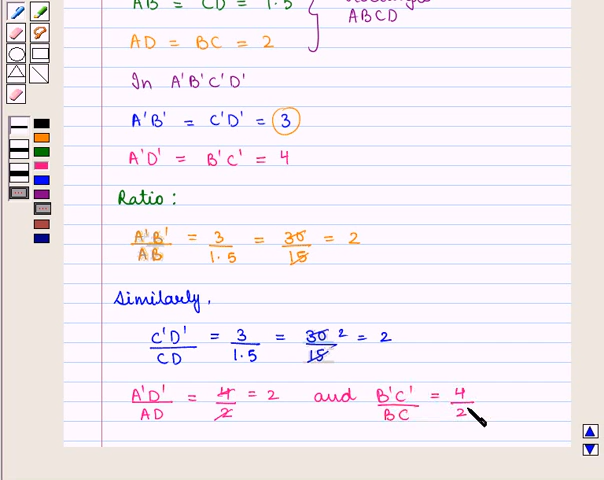 AB = CD = 1.5
ABCD
AD = BC = 2
In A'B'C'D'
A'B' = C'D' = 3
A'D' = B'C' = 4
Ratio :
A'B'/AB = 3/1.5 = 30/15 = 2
Similarly,
C'D'/CD = 3/1.5 = 30/15 2 = 2
A'D'/AD = 4/2 = 2 and B'C'/BC = 4/2